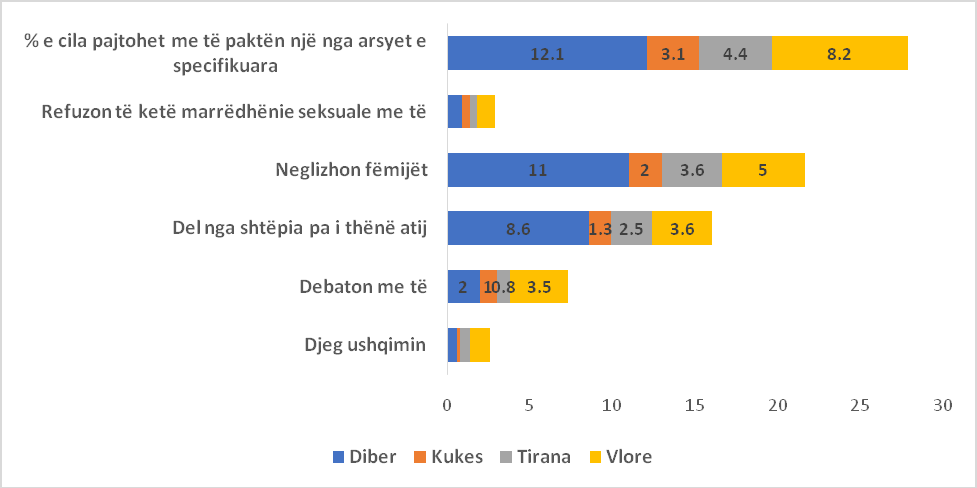 % e cila pajtohet me të paktën një nga arsyet e
specifikuara
12.1 3.1 4.4 8.2
Refuzon të ketë marrëdhënie seksuale me të
Neglizhon fëmijët 11 2 3.6 5
Del nga shtëpia pa i thënë atij 8.6 1.3 2.5 3.6
Debaton me të 2 1 0.8 3.5
Djeg ushqimin
0 5 10 15 20 25 30
Diber Kukes Tirana Vlore